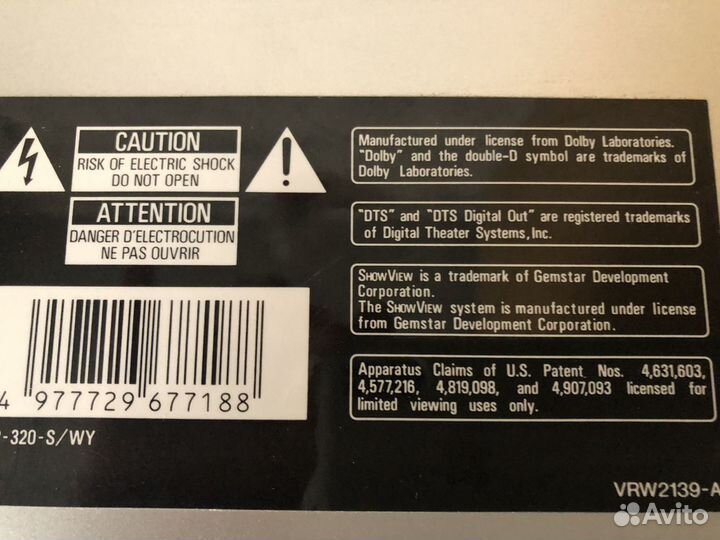 CAUTION
RISK OF ELECTRIC SHOCK
DO NOT OPEN
ATTENTION
DANGER D'ELECTROCUTION
NE PAS OUVRIR
4 977729 677188
-320-S/WY
Manufactured under license from Dolby Laboratories.
"Dolby" and the double-D symbol are trademarks of
Dolby Laboratories.
"DTS" and "DTS Digital Out" are registered trademarks
of Digital Theater Systems, Inc.
SHOWVIEW is a trademark of Gemstar Development
Corporation.
The SHOWVIEW system is manufactured under license
from Gemstar Development Corporation.
Apparatus Claims of U.S. Patent Nos. 4,631,603,
4,577,216, 4,819,098, and 4,907,093 licensed for
limited viewing uses only.
VRW2139-A
Avito